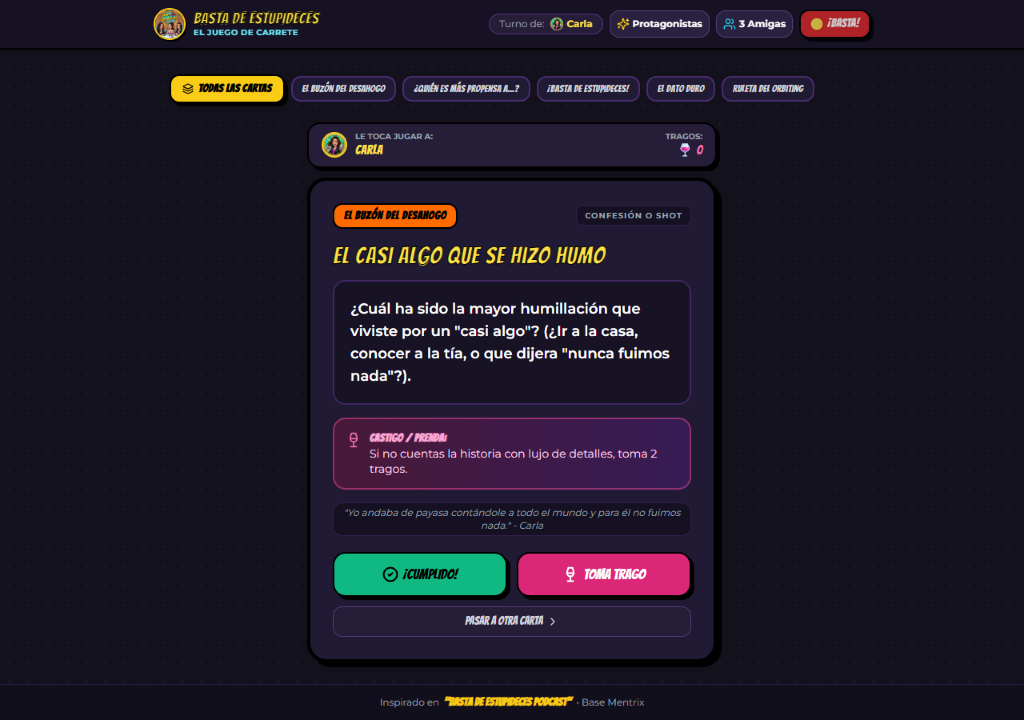 BASTA DE ESTUPIDECES
EL JUEGO DE CARRETE
Turno de: Carla
Protagonistas
3 Amigas
¡BASTA!
TODAS LAS CARTAS
EL BUZÓN DEL DESAHOGO
¿QUIÉN ES MÁS PROPENSA A...?
¡BASTA DE ESTUPIDECES!
EL DATO DURO
RULETA DEL ORBITING
LE TOCA JUGAR A:
CARLA
TRAGOS:
0
EL BUZÓN DEL DESAHOGO
CONFESIÓN O SHOT
EL CASI ALGO QUE SE HIZO HUMO
¿Cuál ha sido la mayor humillación que
viviste por un "casi algo"? (¿Ir a la casa,
conocer a la tía, o que dijera "nunca fuimos
nada"?).
CASTIGO / PRENDA:
Si no cuentas la historia con lujo de detalles, toma 2
tragos.
"Yo andaba de payasa contándole a todo el mundo y para él no fuimos
nada." - Carla
¡CUMPLIDO!
TOMA TRAGO
PASAR A OTRA CARTA
Inspirado en "BASTA DE ESTUPIDECES PODCAST" · Base Mentrix